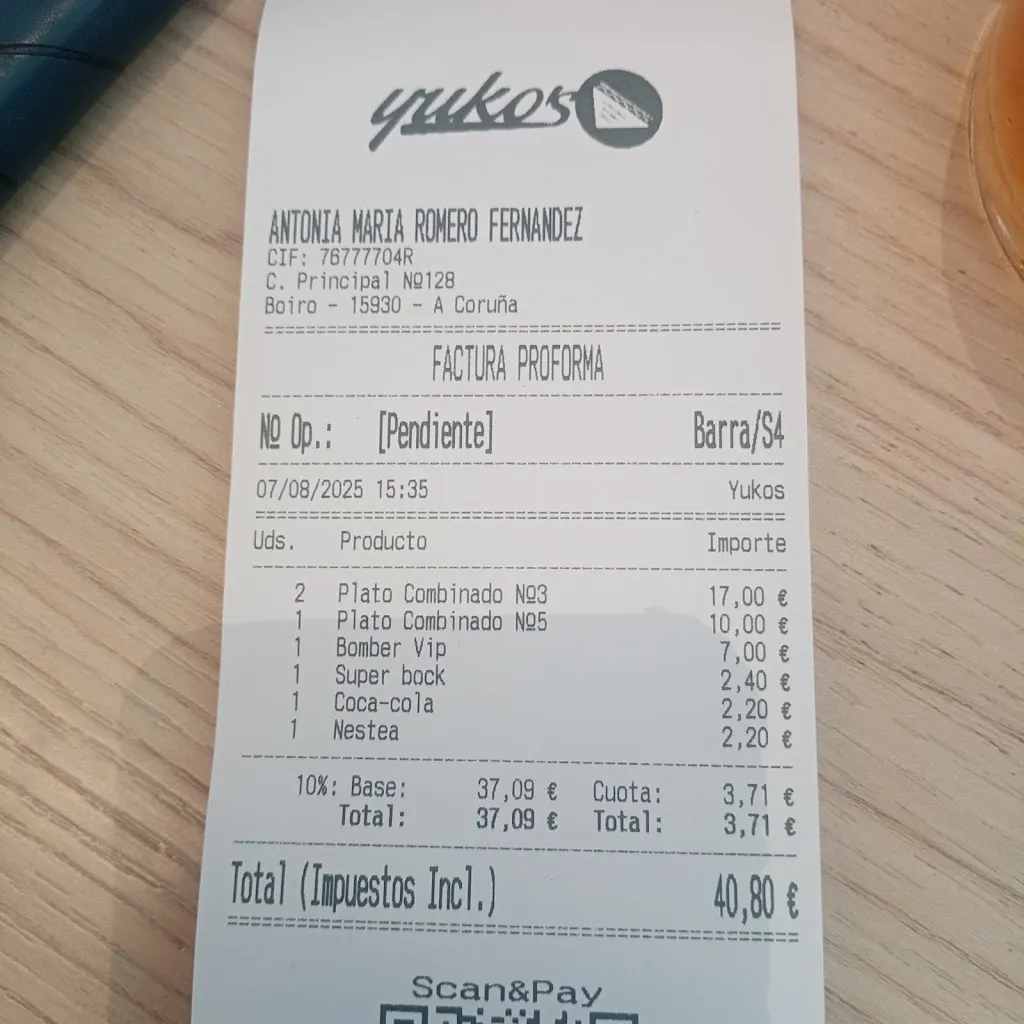 yukos
ANTONIA MARIA ROMERO FERNANDEZ
CIF: 76777704R
C. Principal Nº128
Boiro - 15930 - A Coruña
FACTURA PROFORMA
Nº Op.: [Pendiente] Barra/S4
07/08/2025 15:35 Yukos
Uds. Producto Importe
2 Plato Combinado Nº3 17,00 €
1 Plato Combinado Nº5 10,00 €
1 Bomber Vip 7,00 €
1 Super bock 2,40 €
1 Coca-cola 2,20 €
1 Nestea 2,20 €
10%: Base: 37,09 € Cuota: 3,71 €
Total: 37,09 € Total: 3,71 €
Total (Impuestos Incl.) 40,80 €
Scan&Pay